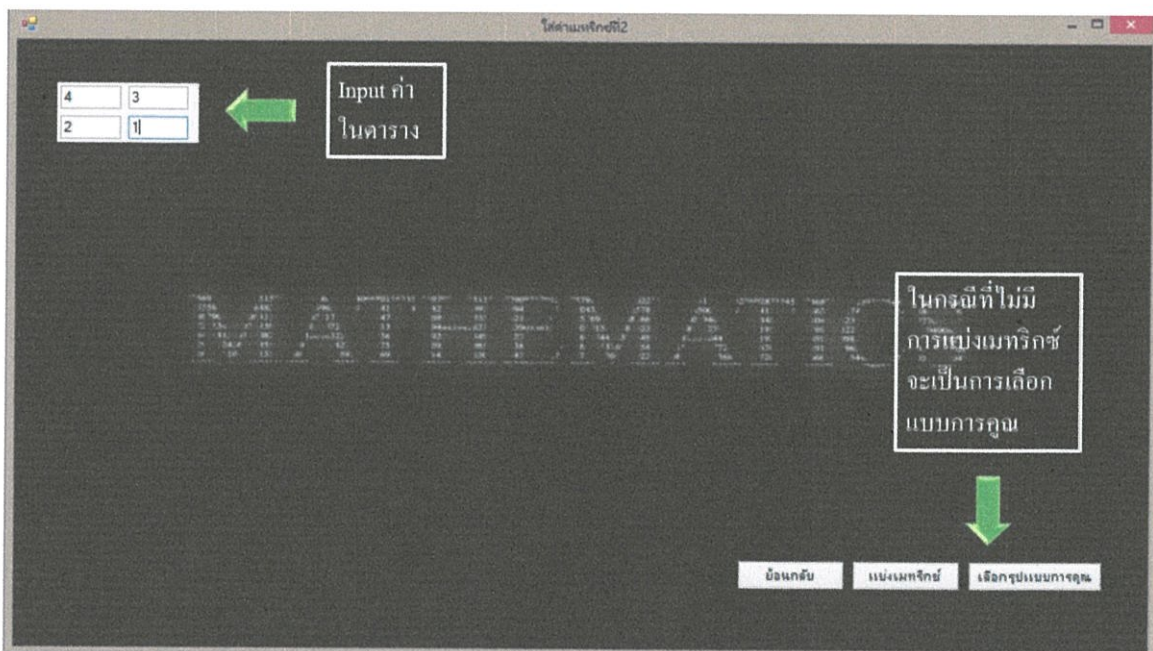 ใส่ค่าเมทริกซ์ที่2
4 3
2 1
Input ค่า
ในตาราง
MATHEMATICS
ในกรณีที่ไม่มี
การแบ่งเมทริกซ์
จะเป็นการเลือก
แบบการคูณ
ย้อนกลับ แบ่งเมทริกซ์ เลือกรูปแบบการคูณ